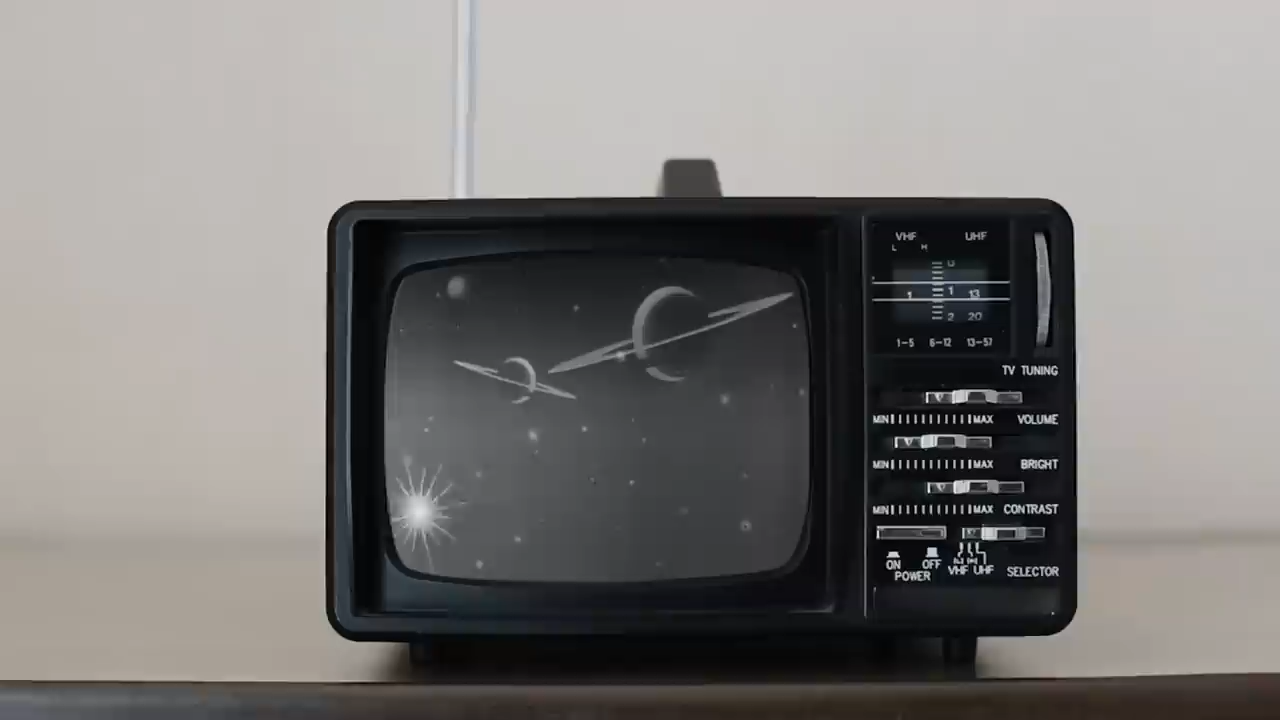 VHF UHF
L H
0
1 1 13
2 20
1-5 6-12 13-57
TV TUNING
MIN MAX VOLUME
MIN MAX BRIGHT
MIN MAX CONTRAST
ON OFF VHF UHF SELECTOR
POWER